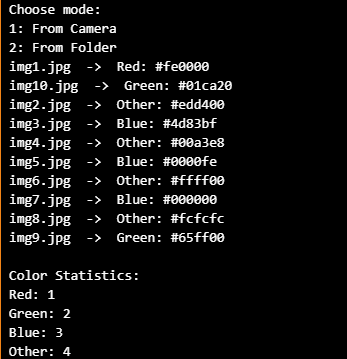 Choose mode:
1: From Camera
2: From Folder
img1.jpg  ->  Red: #fe0000
img10.jpg  ->  Green: #01ca20
img2.jpg  ->  Other: #edd400
img3.jpg  ->  Blue: #4d83bf
img4.jpg  ->  Other: #00a3e8
img5.jpg  ->  Blue: #0000fe
img6.jpg  ->  Other: #ffff00
img7.jpg  ->  Blue: #000000
img8.jpg  ->  Other: #fcfcfc
img9.jpg  ->  Green: #65ff00
Color Statistics:
Red: 1
Green: 2
Blue: 3
Other: 4